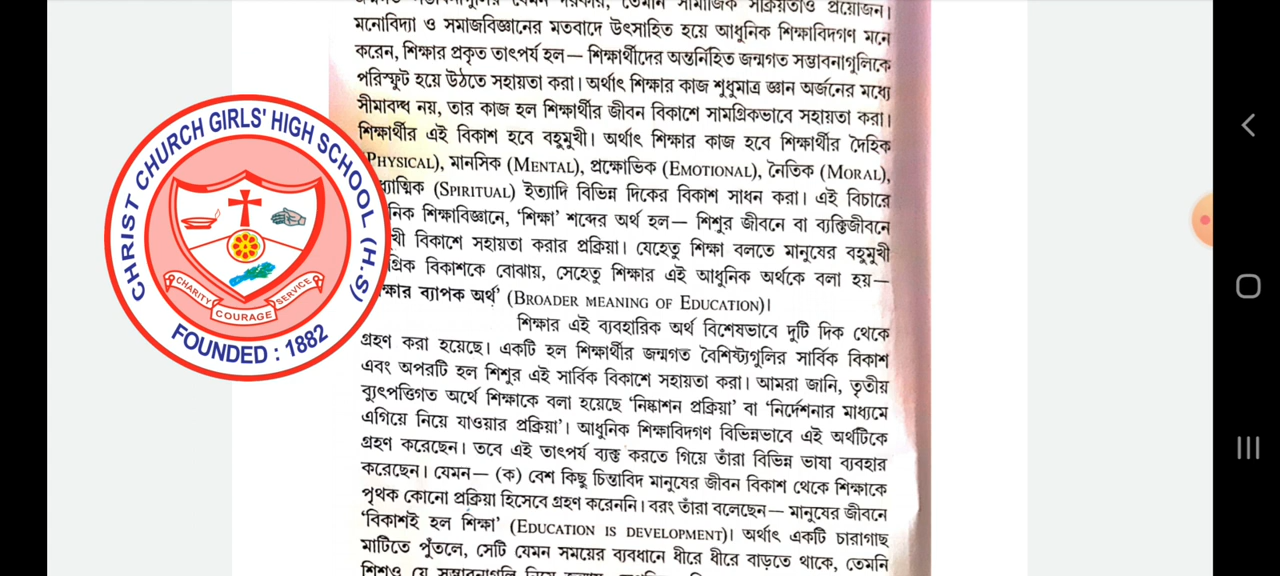 সামাজিক সক্রিয়তাও প্রয়োজন।
মনোবিদ্যা ও সমাজবিজ্ঞানের মতবাদে উৎসাহিত হয়ে আধুনিক শিক্ষাবিদগণ মনে
করেন, শিক্ষার প্রকৃত তাৎপর্য হল— শিক্ষার্থীদের অন্তর্নিহিত জন্মগত সম্ভাবনাগুলিকে
পরিস্ফুট হয়ে উঠতে সহায়তা করা। অর্থাৎ শিক্ষার কাজ শুধুমাত্র জ্ঞান অর্জনের মধ্যে
সীমাবদ্ধ নয়, তার কাজ হল শিক্ষার্থীর জীবন বিকাশে সামগ্রিকভাবে সহায়তা করা।
শিক্ষার্থীর এই বিকাশ হবে বহুমুখী। অর্থাৎ শিক্ষার কাজ হবে শিক্ষার্থীর দৈহিক
PHYSICAL), মানসিক (MENTAL), প্রক্ষোভিক (EMOTIONAL), নৈতিক (MORAL),
(SPIRITUAL) ইত্যাদি বিভিন্ন দিকের বিকাশ সাধন করা। এই বিচারে
শিক্ষাবিজ্ঞানে, ‘শিক্ষা’ শব্দের অর্থ হল— শিশুর জীবনে বা ব্যক্তিজীবনে
বিকাশে সহায়তা করার প্রক্রিয়া। যেহেতু শিক্ষা বলতে মানুষের বহুমুখী
বিকাশকে বোঝায়, সেহেতু শিক্ষার এই আধুনিক অর্থকে বলা হয়—
ব্যাপক অর্থ’ (BROADER MEANING OF EDUCATION)।
শিক্ষার এই ব্যবহারিক অর্থ বিশেষভাবে দুটি দিক থেকে
গ্রহণ করা হয়েছে। একটি হল শিক্ষার্থীর জন্মগত বৈশিষ্ট্যগুলির সার্বিক বিকাশ
এবং অপরটি হল শিশুর এই সার্বিক বিকাশে সহায়তা করা। আমরা জানি, তৃতীয়
ব্যুৎপত্তিগত অর্থে শিক্ষাকে বলা হয়েছে ‘নিষ্কাশন প্রক্রিয়া’ বা ‘নির্দেশনার মাধ্যমে
এগিয়ে নিয়ে যাওয়ার প্রক্রিয়া’। আধুনিক শিক্ষাবিদগণ বিভিন্নভাবে এই অর্থটিকে
গ্রহণ করেছেন। তবে এই তাৎপর্য ব্যক্ত করতে গিয়ে তাঁরা বিভিন্ন ভাষা ব্যবহার
করেছেন। যেমন— (ক) বেশ কিছু চিন্তাবিদ মানুষের জীবন বিকাশ থেকে শিক্ষাকে
পৃথক কোনো প্রক্রিয়া হিসেবে গ্রহণ করেননি। বরং তাঁরা বলেছেন— মানুষের জীবনে
‘বিকাশই হল শিক্ষা’ (EDUCATION IS DEVELOPMENT)। অর্থাৎ একটি চারাগাছ
মাটিতে পুঁতলে, সেটি যেমন সময়ের ব্যবধানে ধীরে ধীরে বাড়তে থাকে, তেমনি
শিশুও যে সম্ভাবনাগুলি নিয়ে
CHRIST CHURCH GIRLS' HIGH SCHOOL (H.S)
CHARITY
COURAGE
SERVICE
FOUNDED : 1882